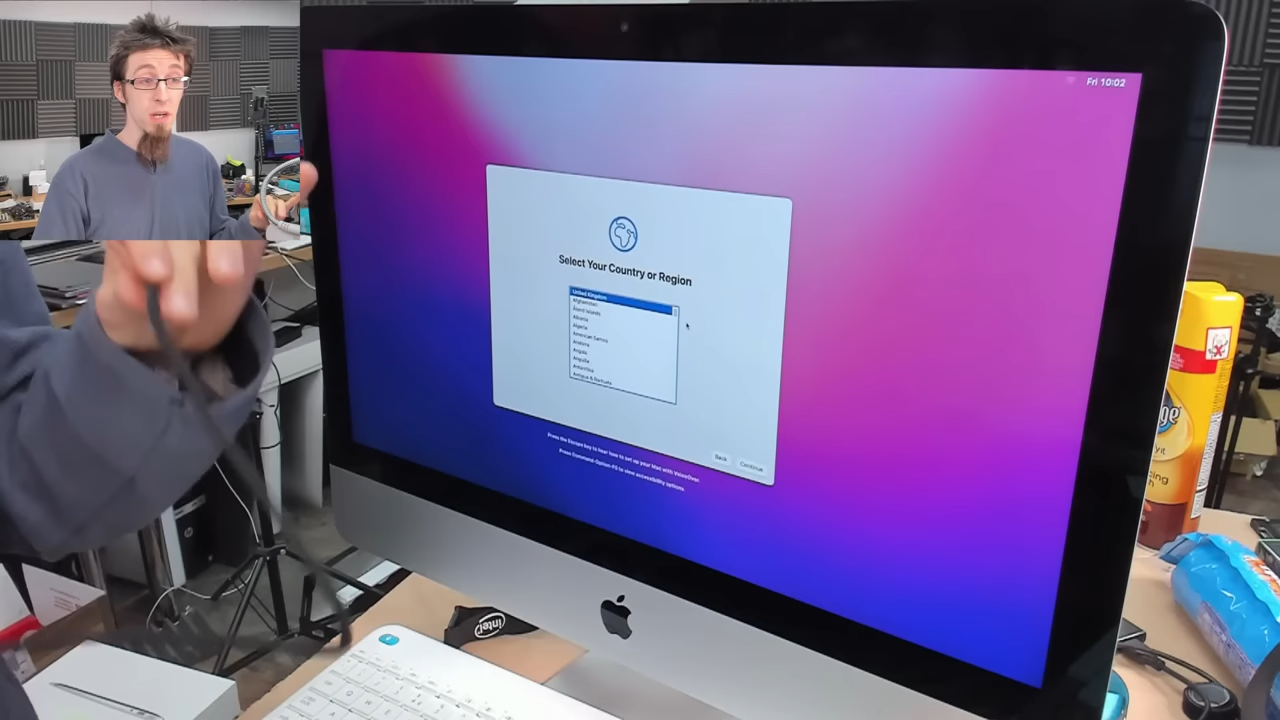 Fri 10:02
Select Your Country or Region
United Kingdom
Afghanistan
Åland Islands
Albania
Algeria
American Samoa
Andorra
Angola
Anguilla
Antarctica
Antigua & Barbuda
Back
Continue
Press the Escape key to hear how to set up your Mac with VoiceOver.
Press Command-Option-F5 to view accessibility options
intel